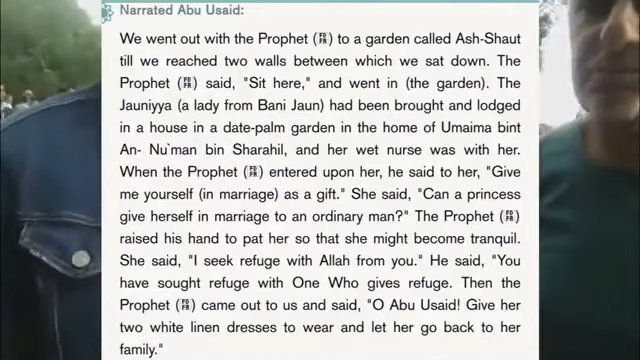 Narrated Abu Usaid:
We went out with the Prophet (ﷺ) to a garden called Ash-Shaut
till we reached two walls between which we sat down. The
Prophet (ﷺ) said, "Sit here," and went in (the garden). The
Jauniyya (a lady from Bani Jaun) had been brought and lodged
in a house in a date-palm garden in the home of Umaima bint
An- Nu`man bin Sharahil, and her wet nurse was with her.
When the Prophet (ﷺ) entered upon her, he said to her, "Give
me yourself (in marriage) as a gift." She said, "Can a princess
give herself in marriage to an ordinary man?" The Prophet (ﷺ)
raised his hand to pat her so that she might become tranquil.
She said, "I seek refuge with Allah from you." He said, "You
have sought refuge with One Who gives refuge. Then the
Prophet (ﷺ) came out to us and said, "O Abu Usaid! Give her
two white linen dresses to wear and let her go back to her
family."